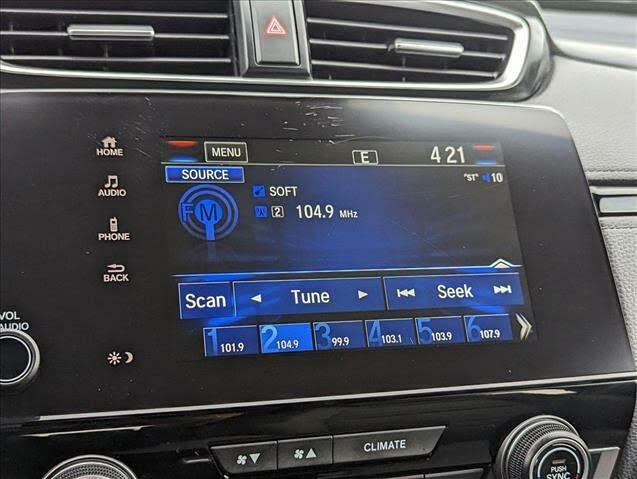 HOME
AUDIO
PHONE
BACK
VOL
AUDIO
MENU
E
4 21
SOURCE
"ST"
10
FM
SOFT
2
104.9 MHz
Scan
Tune
Seek
1 101.9
2 104.9
3 99.9
4 103.1
5 103.9
6 107.9
CLIMATE
PUSH
SYNC